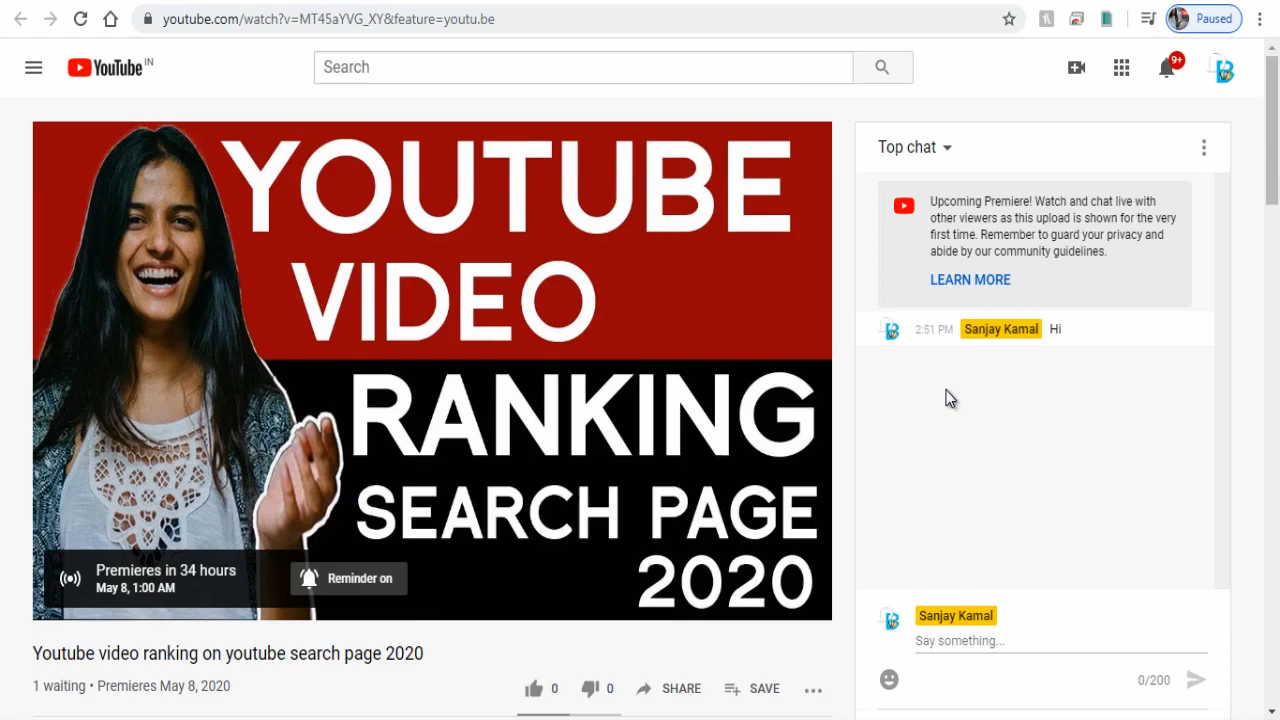 youtube.com/watch?v=MT45aYVG_XY&feature=youtu.be
Paused
YouTube IN
Search
9+
YOUTUBE
VIDEO
RANKING
SEARCH PAGE
2020
Premieres in 34 hours
May 8, 1:00 AM
Reminder on
Youtube video ranking on youtube search page 2020
1 waiting • Premieres May 8, 2020
0
0
SHARE
SAVE
Top chat
Upcoming Premiere! Watch and chat live with
other viewers as this upload is shown for the very
first time. Remember to guard your privacy and
abide by our community guidelines.
LEARN MORE
2:51 PM Sanjay Kamal Hi
Sanjay Kamal
Say something...
0/200